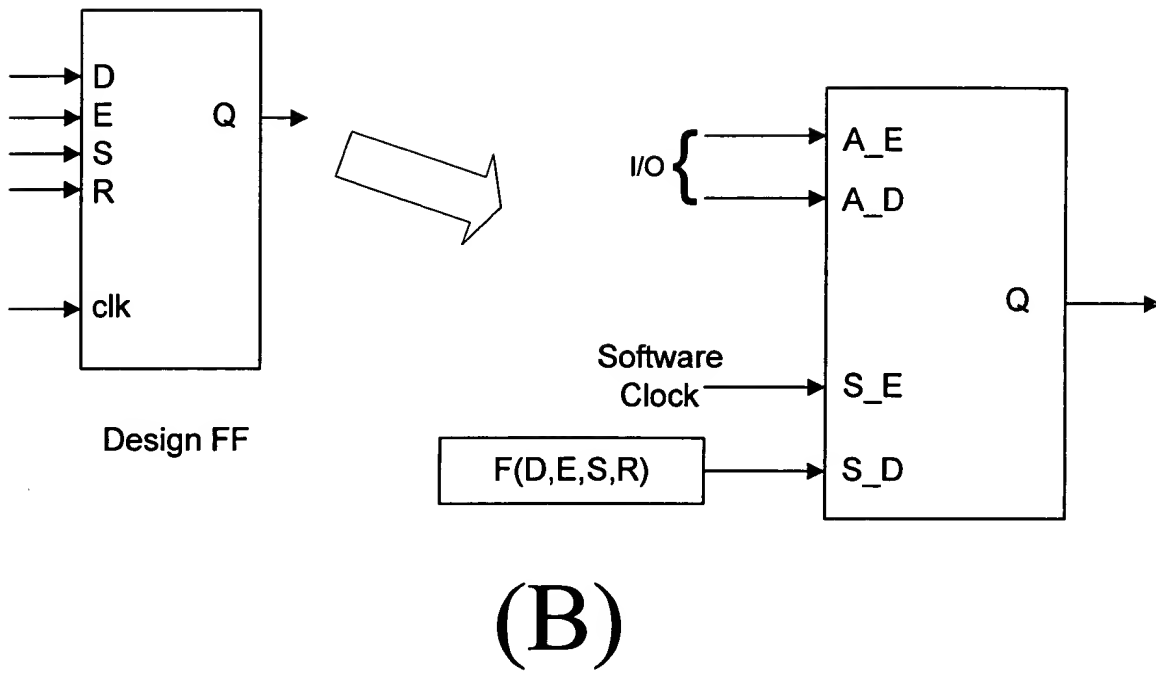 D
E
S
R
Q
clk
Design FF
I/O {
A_E
A_D
Q
Software
Clock
S_E
F(D,E,S,R)
S_D
(B)